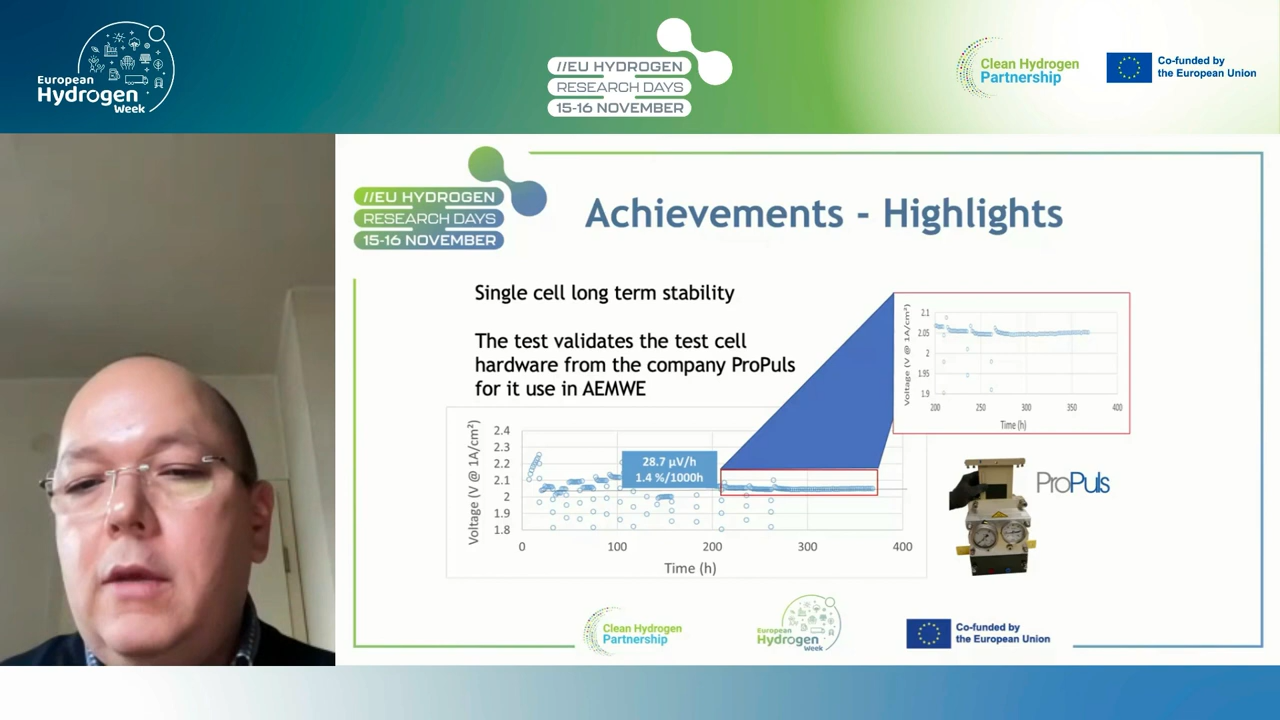 European
Hydrogen
Week
//EU HYDROGEN
RESEARCH DAYS
15-16 NOVEMBER
Clean Hydrogen
Partnership
Co-funded by
the European Union
//EU HYDROGEN
RESEARCH DAYS
15-16 NOVEMBER
Achievements - Highlights
Single cell long term stability
The test validates the test cell
hardware from the company ProPuls
for it use in AEMWE
Voltage (V @ 1A/cm²)
2.1
2.05
2
1.95
1.9
200
250
300
350
400
Time (h)
Voltage (V @ 1A/cm²)
2.4
2.3
2.2
2.1
2
1.9
1.8
28.7 µV/h
1.4 %/1000h
0
100
200
300
400
Time (h)
ProPuls
Clean Hydrogen
Partnership
European
Hydrogen
Week
Co-funded by
the European Union